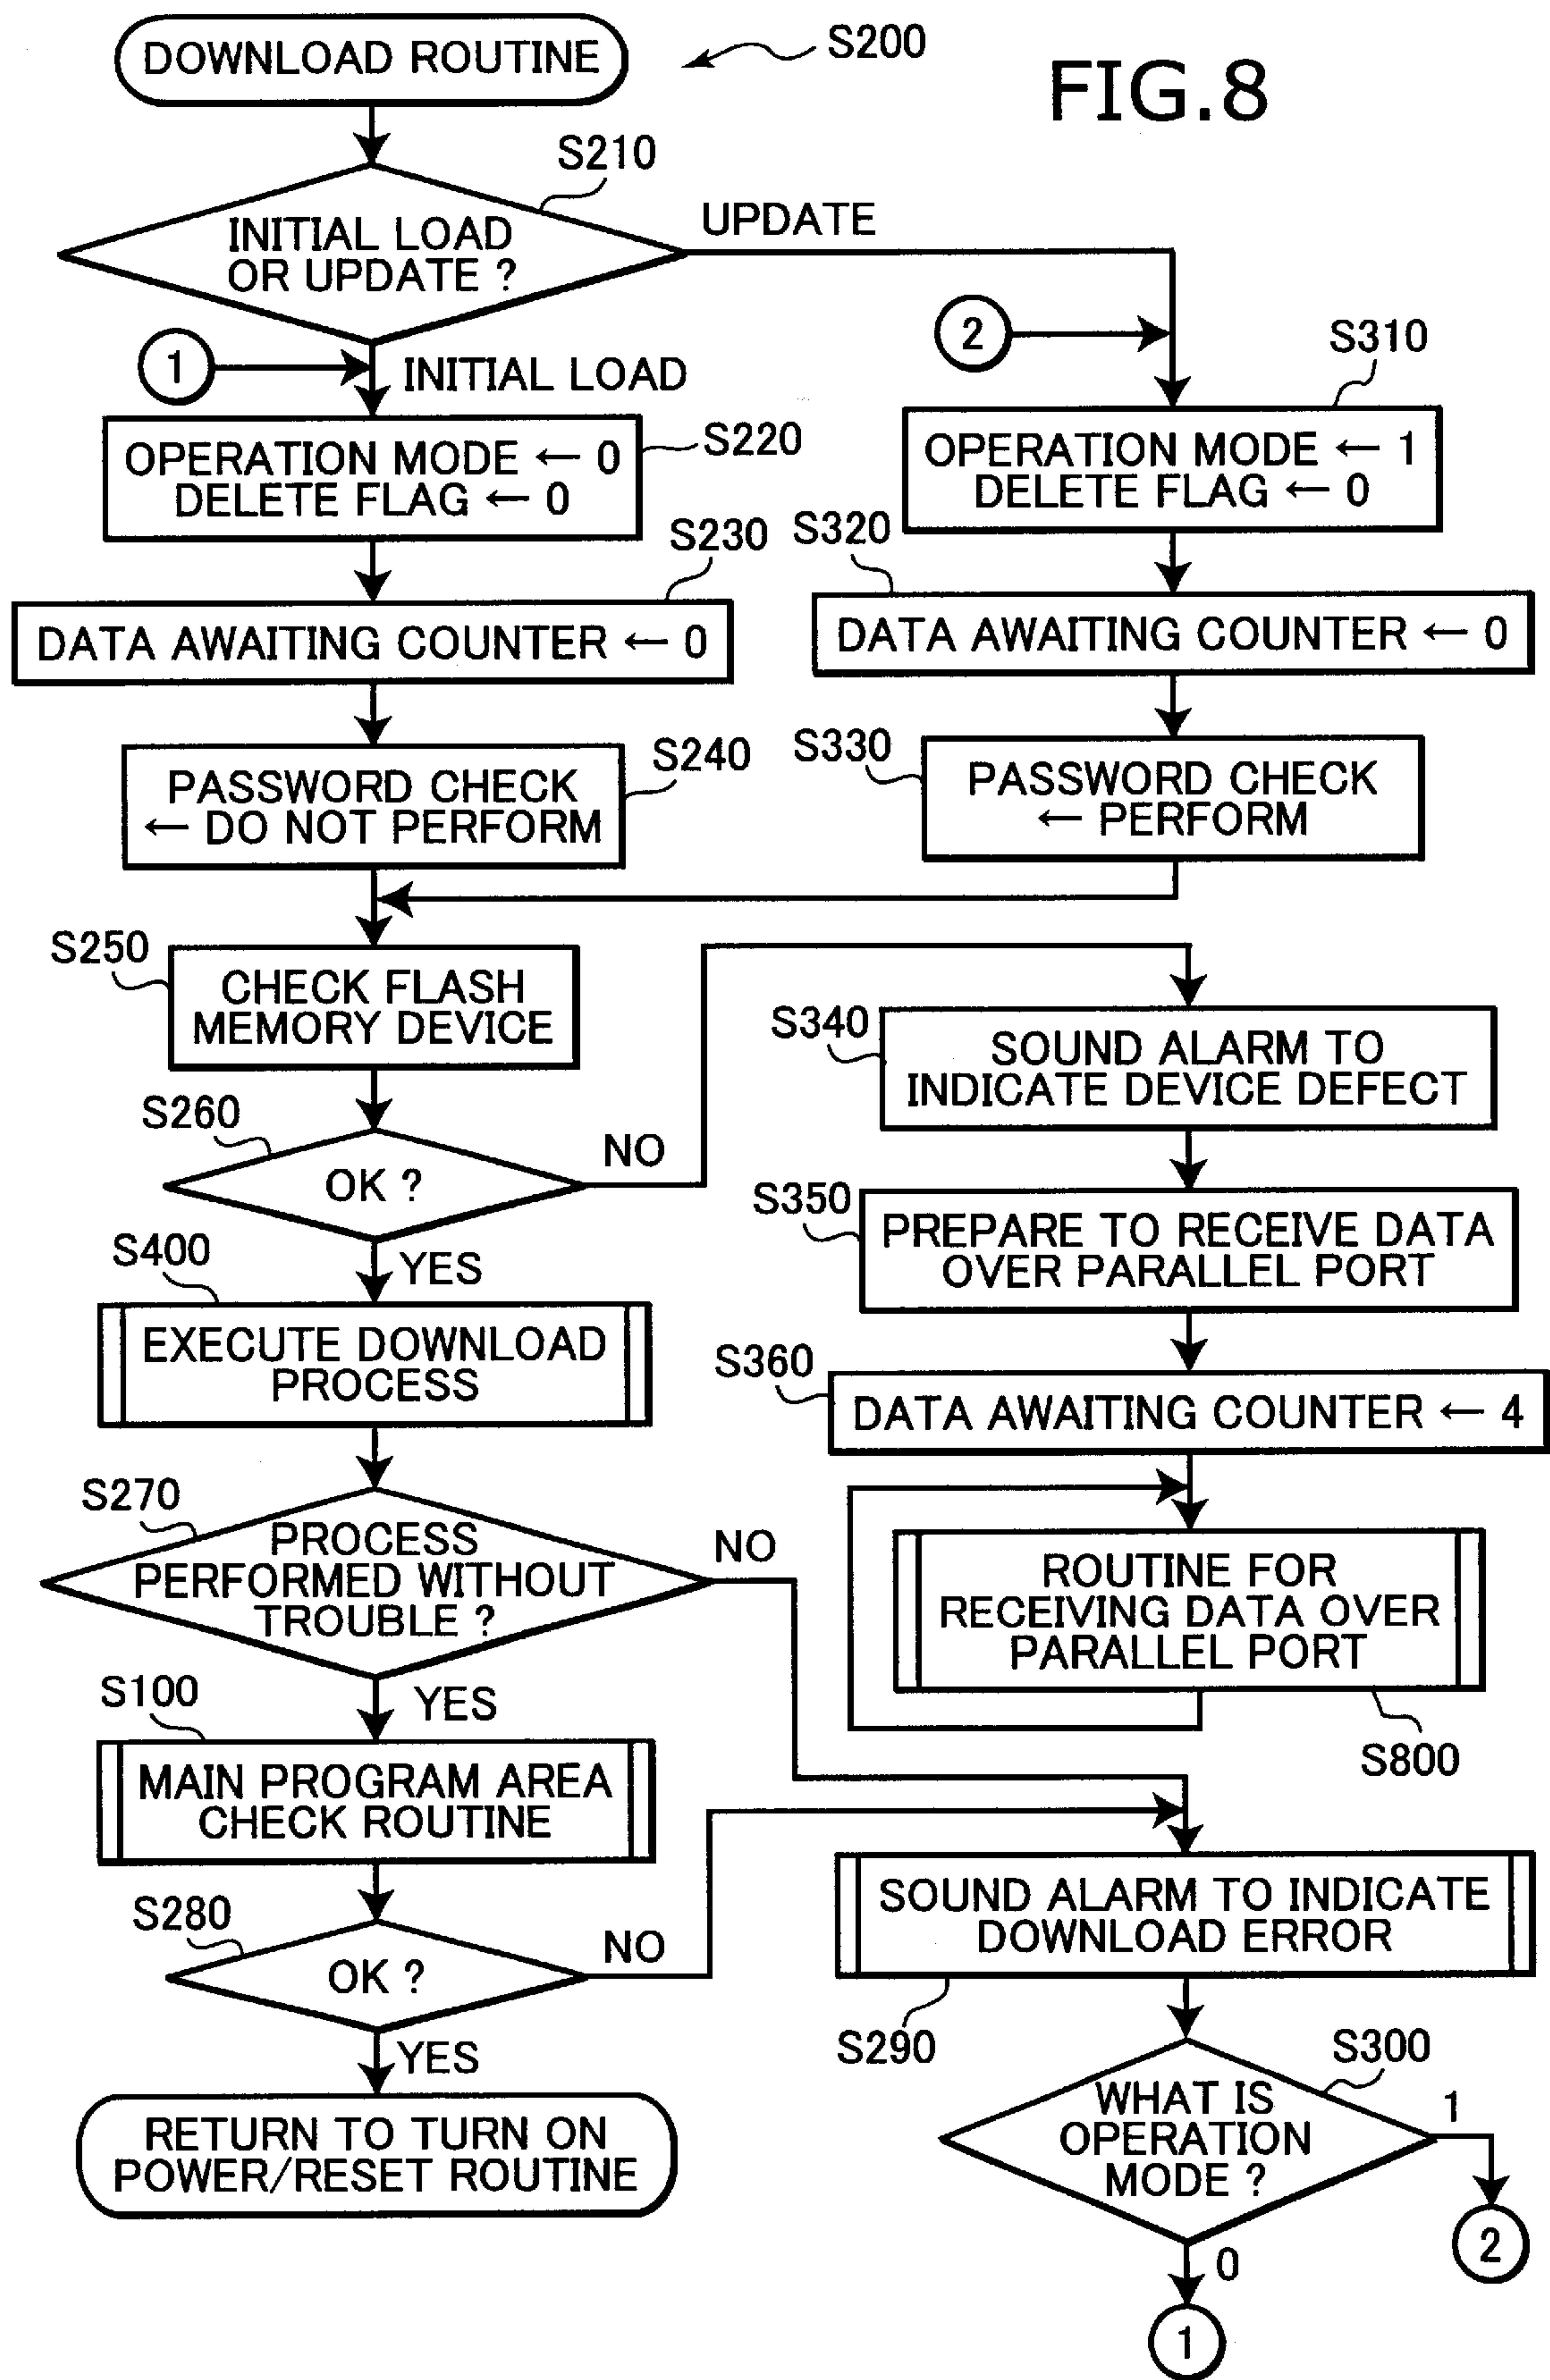 DOWNLOAD ROUTINE
S200
FIG.8
S210
INITIAL LOAD
OR UPDATE ?
UPDATE
1
INITIAL LOAD
2
S310
OPERATION MODE ← 0
DELETE FLAG ← 0
S220
OPERATION MODE ← 1
DELETE FLAG ← 0
S230
DATA AWAITING COUNTER ← 0
S320
DATA AWAITING COUNTER ← 0
PASSWORD CHECK
← DO NOT PERFORM
S240
S330
PASSWORD CHECK
← PERFORM
S250
CHECK FLASH
MEMORY DEVICE
S340
SOUND ALARM TO
INDICATE DEVICE DEFECT
S260
OK ?
NO
YES
S350
PREPARE TO RECEIVE DATA
OVER PARALLEL PORT
S400
EXECUTE DOWNLOAD
PROCESS
S360
DATA AWAITING COUNTER ← 4
S270
PROCESS
PERFORMED WITHOUT
TROUBLE ?
NO
YES
ROUTINE FOR
RECEIVING DATA OVER
PARALLEL PORT
S800
S100
MAIN PROGRAM AREA
CHECK ROUTINE
SOUND ALARM TO INDICATE
DOWNLOAD ERROR
S290
S280
OK ?
NO
YES
S300
WHAT IS
OPERATION
MODE ?
1
2
0
1
RETURN TO TURN ON
POWER/RESET ROUTINE